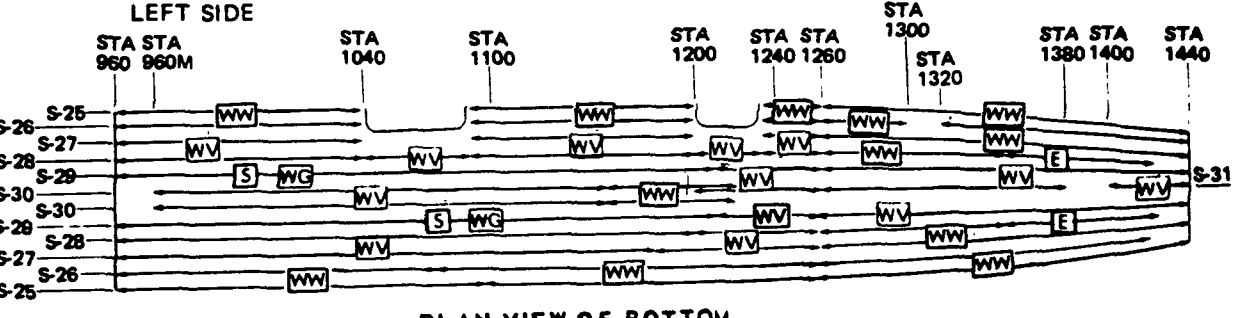 LEFT SIDE
STA 960
STA 960M
STA 1040
STA 1100
STA 1200
STA 1240
STA 1260
STA 1300
STA 1320
STA 1380
STA 1400
STA 1440
S-25
WW
WW
WW
WW
S-26
WW
S-27
WV
WV
WV
WW
S-28
WV
WV
WW
E
S-29
S
WG
WV
WV
WV
S-31
S-30
WV
WW
S-30
S-29
S
WG
WV
WV
E
S-28
WV
WV
WW
S-27
S-26
WW
WW
WW
S-25
PLAN VIEW OF BOTTOM